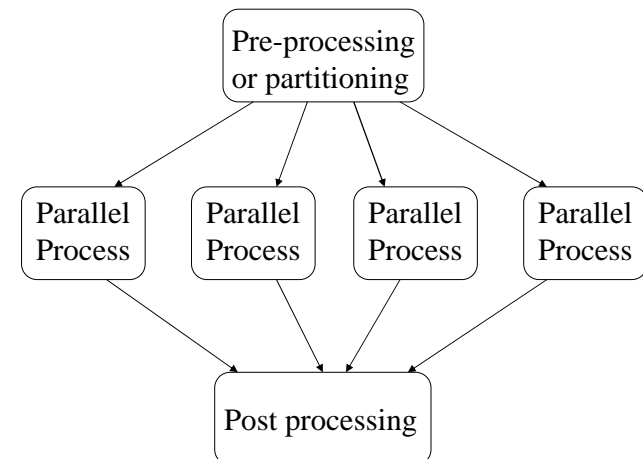 Pre-processing
or partitioning
Parallel
Process
Parallel
Process
Parallel
Process
Parallel
Process
Post processing